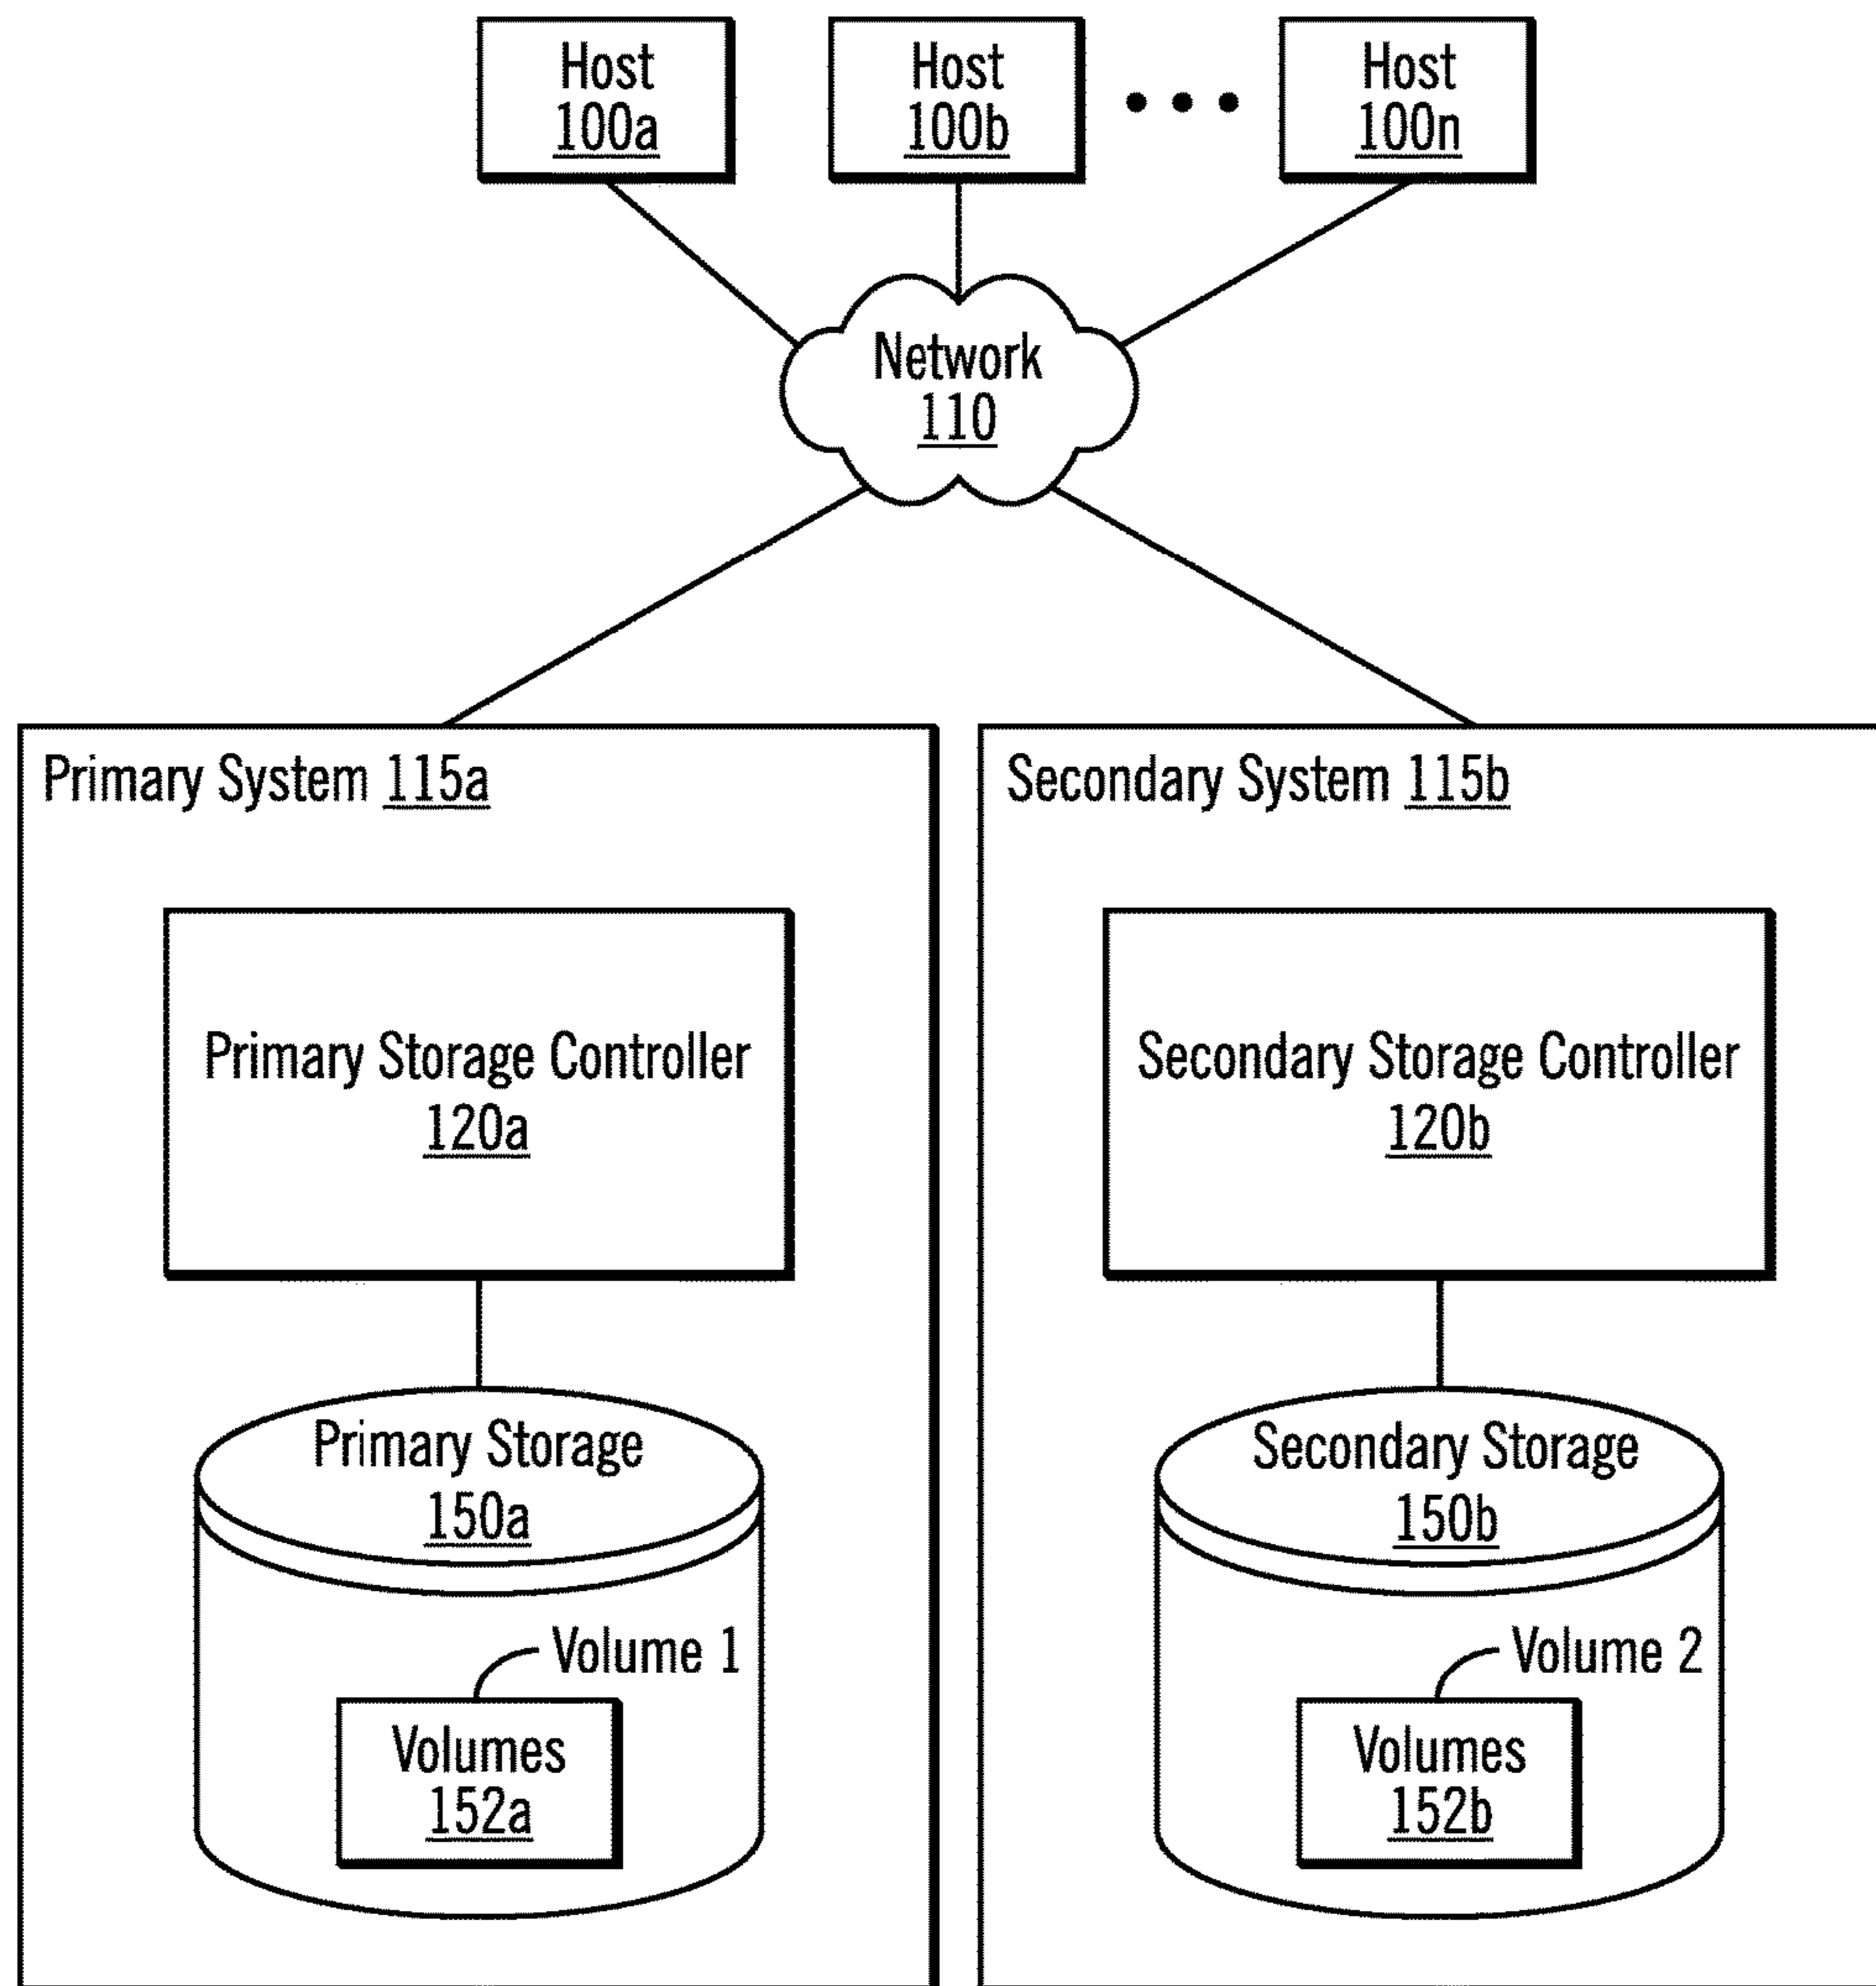 Host
100a
Host
100b
Host
100n
Network
110
Primary System 115a
Secondary System 115b
Primary Storage Controller
120a
Secondary Storage Controller
120b
Primary Storage
150a
Secondary Storage
150b
Volume 1
Volumes
152a
Volume 2
Volumes
152b